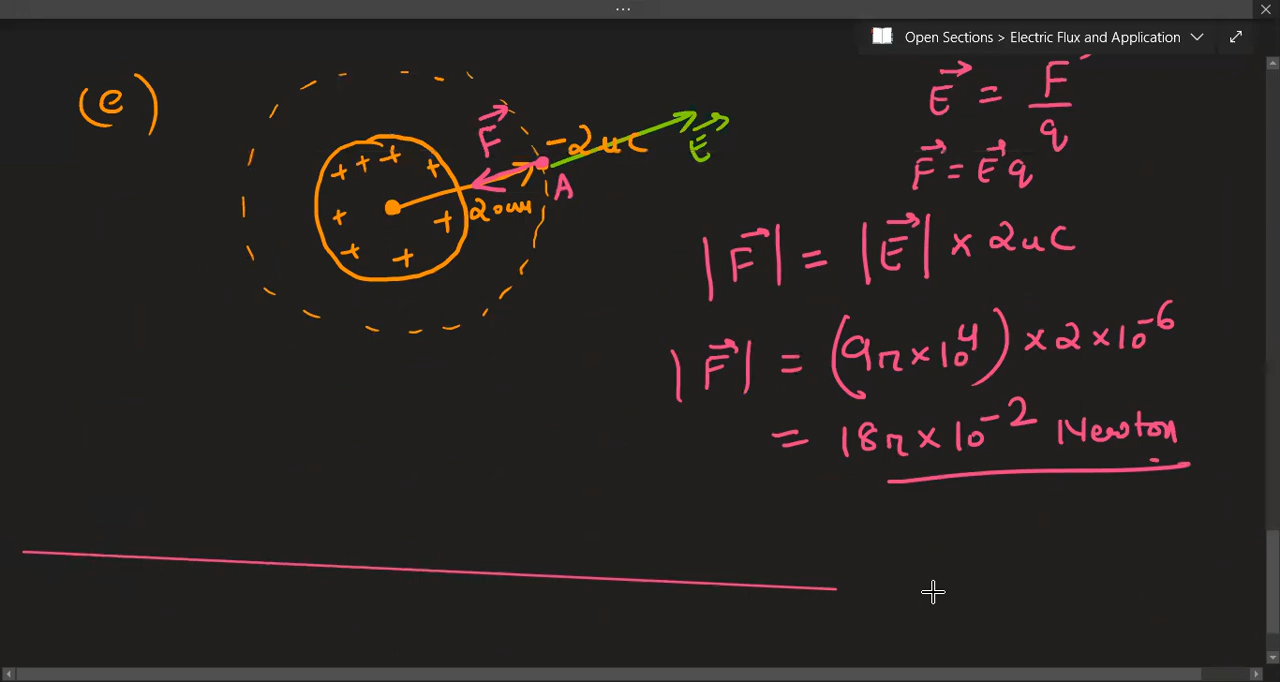 Open Sections > Electric Flux and Application
(e)
+ + + + + + + + +
F
-2uC
E
A
20cm
E = F / q
F = E q
|F| = |E| × 2uC
|F| = (9π × 10^4) × 2 × 10^-6
= 18π × 10^-2 Newton